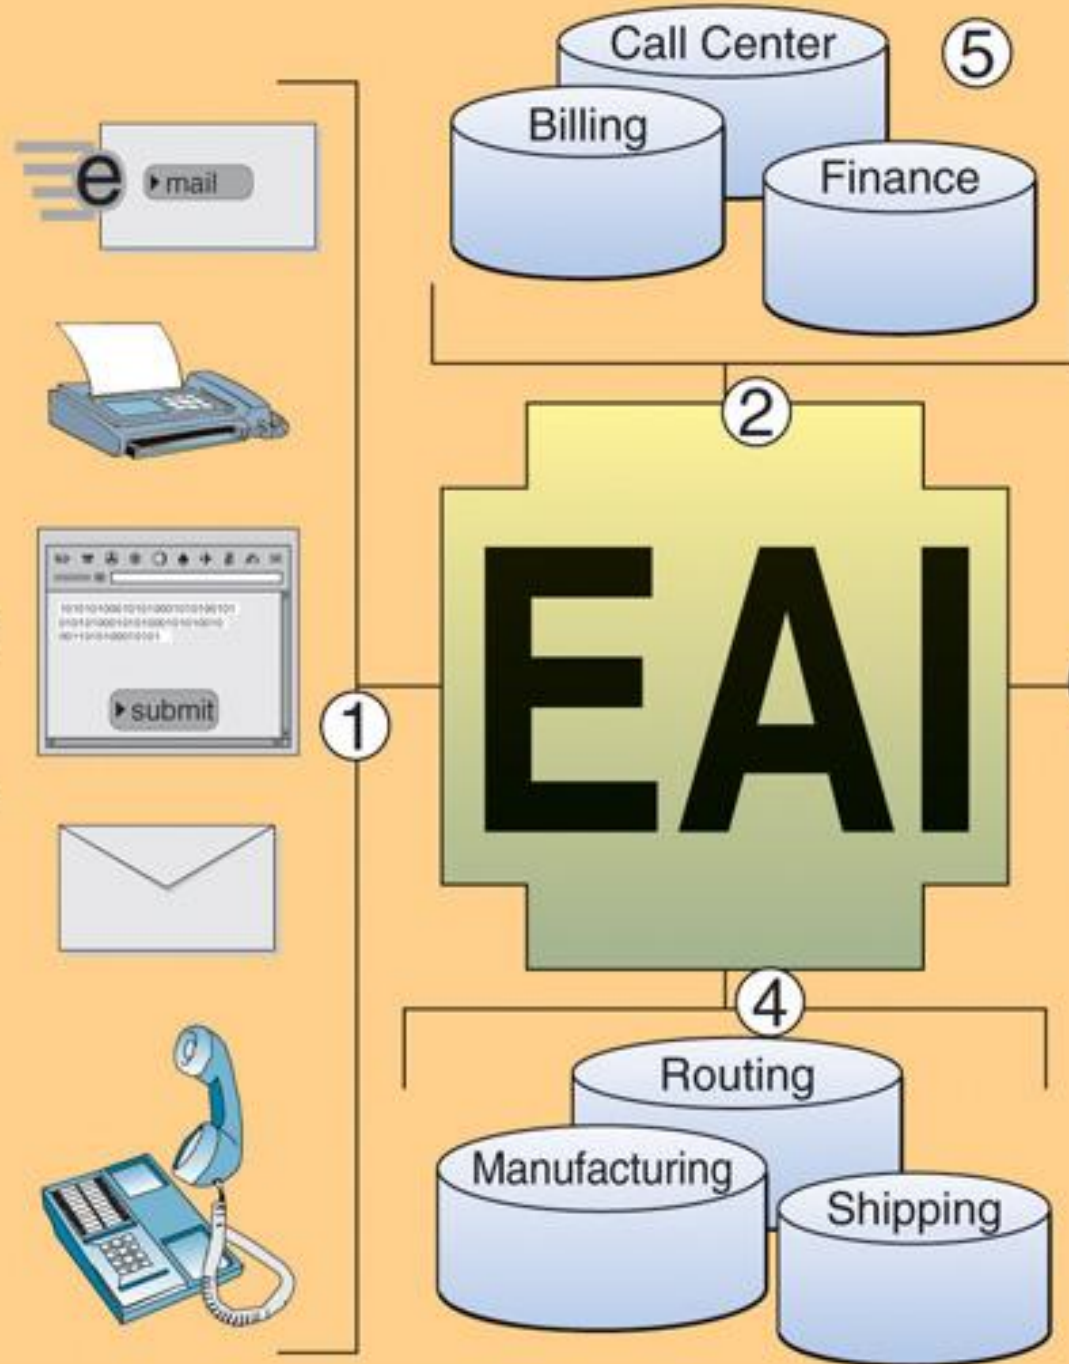 Call Center
5
Billing
Finance
e
mail
2
EAI
submit
1
4
Routing
Manufacturing
Shipping